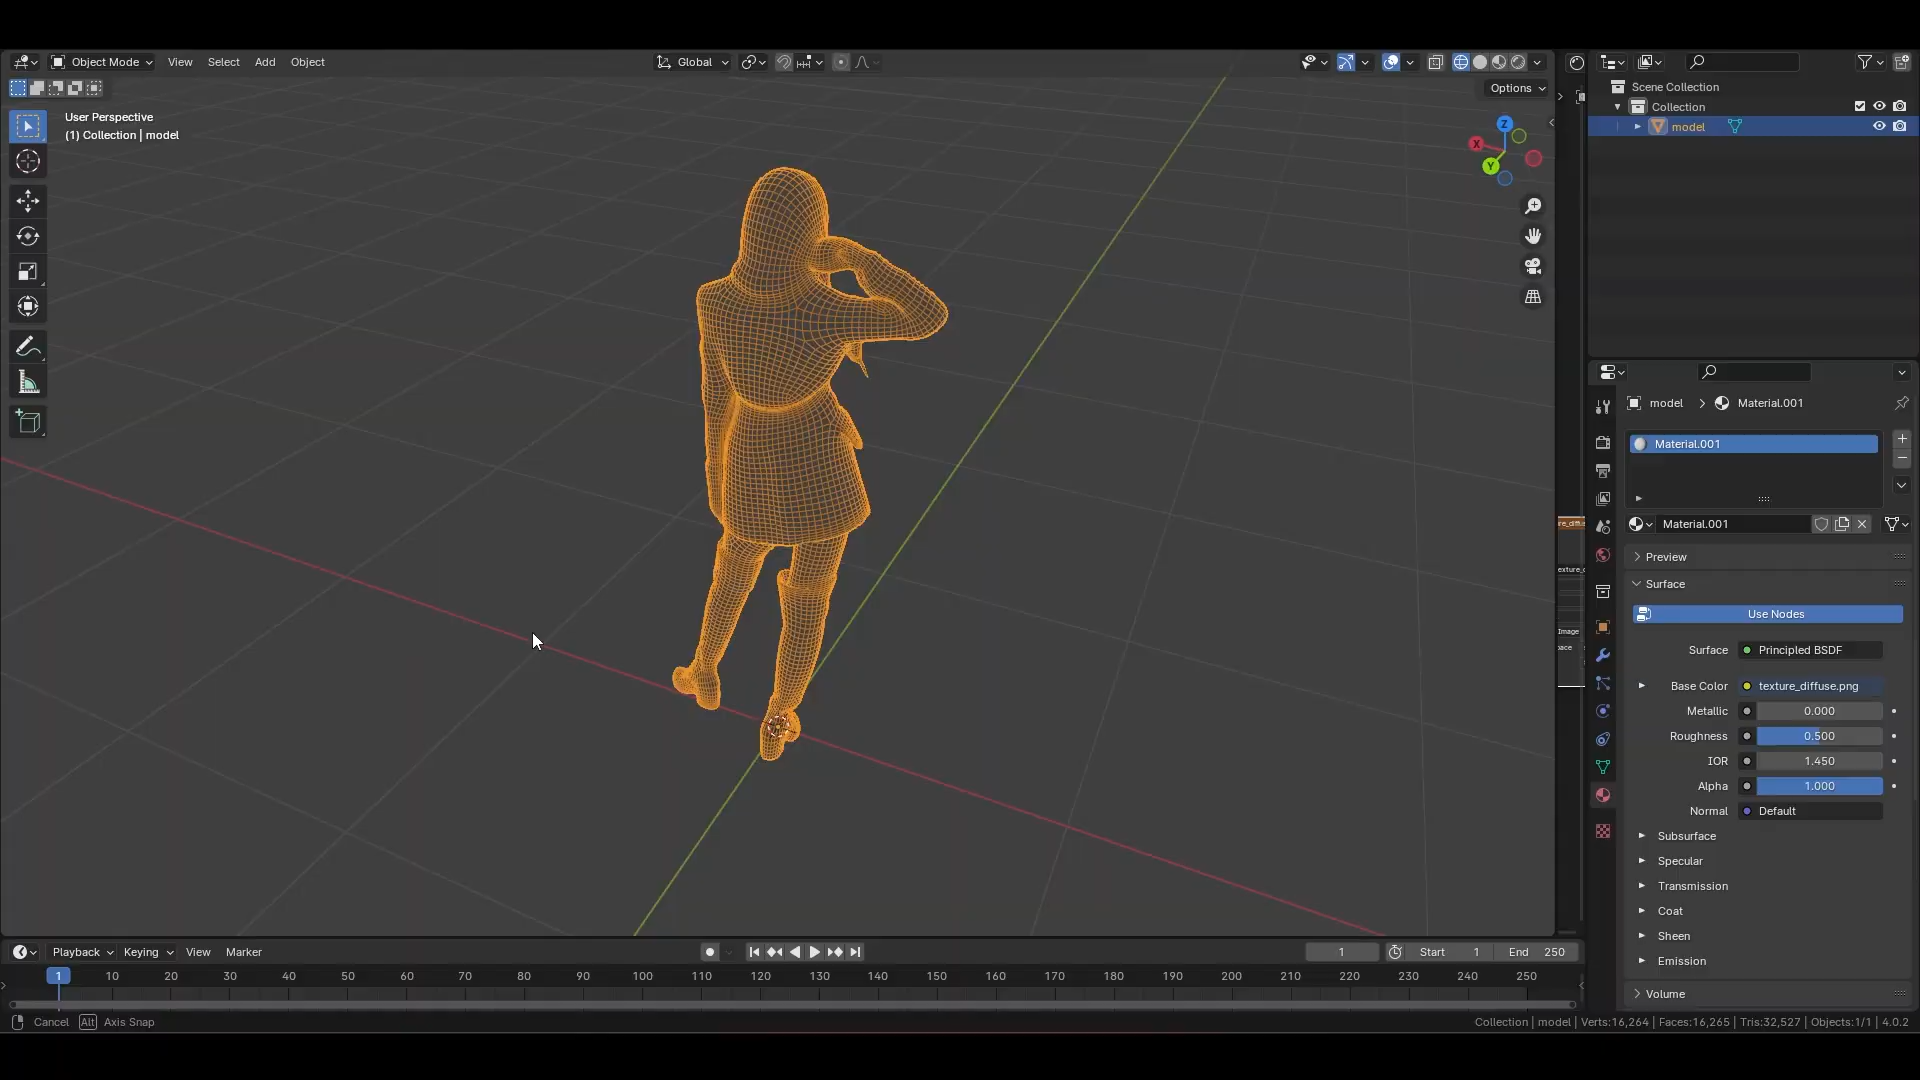 Object Mode View Select Add Object Global
Options
User Perspective
(1) Collection | model
Z
X
Y
Scene Collection
Collection
model
model > Material.001
Material.001
Material.001
Preview
Surface
Use Nodes
Surface Principled BSDF
Base Color texture_diffuse.png
Metallic 0.000
Roughness 0.500
IOR 1.450
Alpha 1.000
Normal Default
Subsurface
Specular
Transmission
Coat
Sheen
Emission
Volume
Image
Playback Keying View Marker 1 Start 1 End 250
1 10 20 30 40 50 60 70 80 90 100 110 120 130 140 150 160 170 180 190 200 210 220 230 240 250
Cancel Alt Axis Snap
Collection | model | Verts:16,264 | Faces:16,265 | Tris:32,527 | Objects:1/1 | 4.0.2